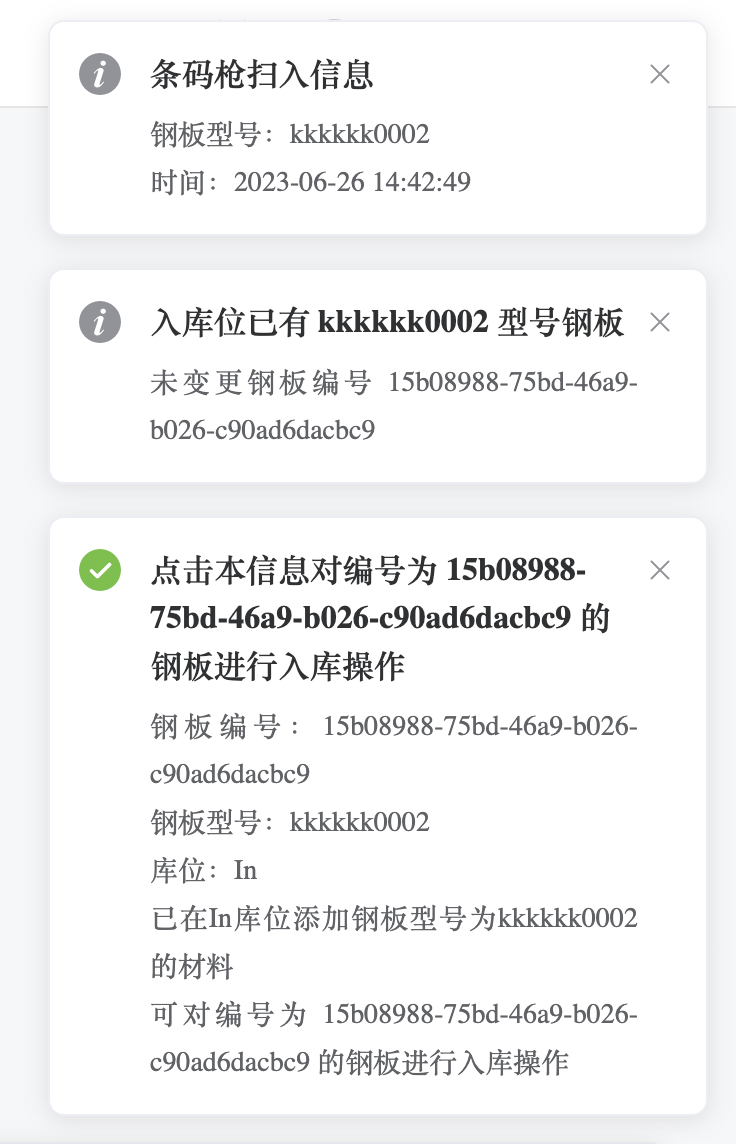 条码枪扫入信息
钢板型号：kkkkkk0002
时间：2023-06-26 14:42:49
入库位已有 kkkkkk0002 型号钢板
未变更钢板编号 15b08988-75bd-46a9-
b026-c90ad6dacbc9
点击本信息对编号为 15b08988-
75bd-46a9-b026-c90ad6dacbc9 的
钢板进行入库操作
钢板编号：15b08988-75bd-46a9-b026-
c90ad6dacbc9
钢板型号：kkkkkk0002
库位：In
已在In库位添加钢板型号为kkkkkk0002
的材料
可对编号为 15b08988-75bd-46a9-b026-
c90ad6dacbc9 的钢板进行入库操作